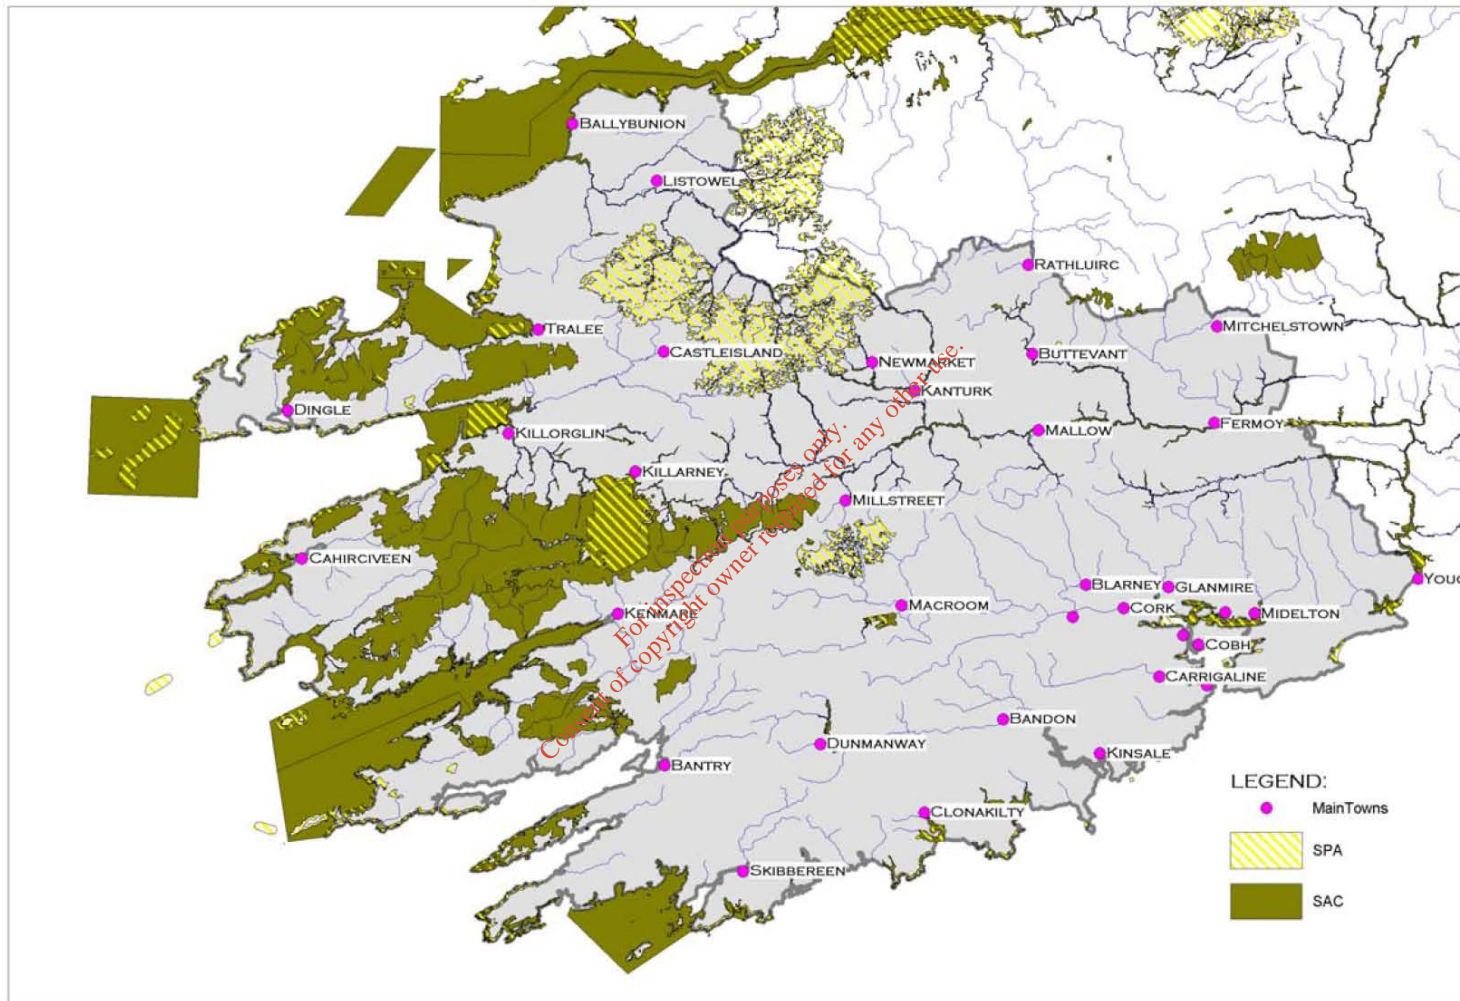 BALLYBUNION
LISTOWEL
RATHLUIRC
TRALEE
MITCHELSTOWN
CASTLEISLAND
BUTTEVANT
NEWMARKET
KANTURK
DINGLE
KILLORGLIN
MALLOW
FERMOY
KILLARNEY
MILLSTREET
CAHIRCIVEEN
BLARNEY
GLANMIRE
YOUG
KENMARE
MACROOM
CORK
MIDELTON
COBH
CARRIGALINE
BANDON
DUNMANWAY
KINSALE
BANTRY
CLONAKILTY
SKIBBEREEN
LEGEND:
MainTowns
SPA
SAC
For inspection purposes only.
Consent of copyright owner required for any other use.